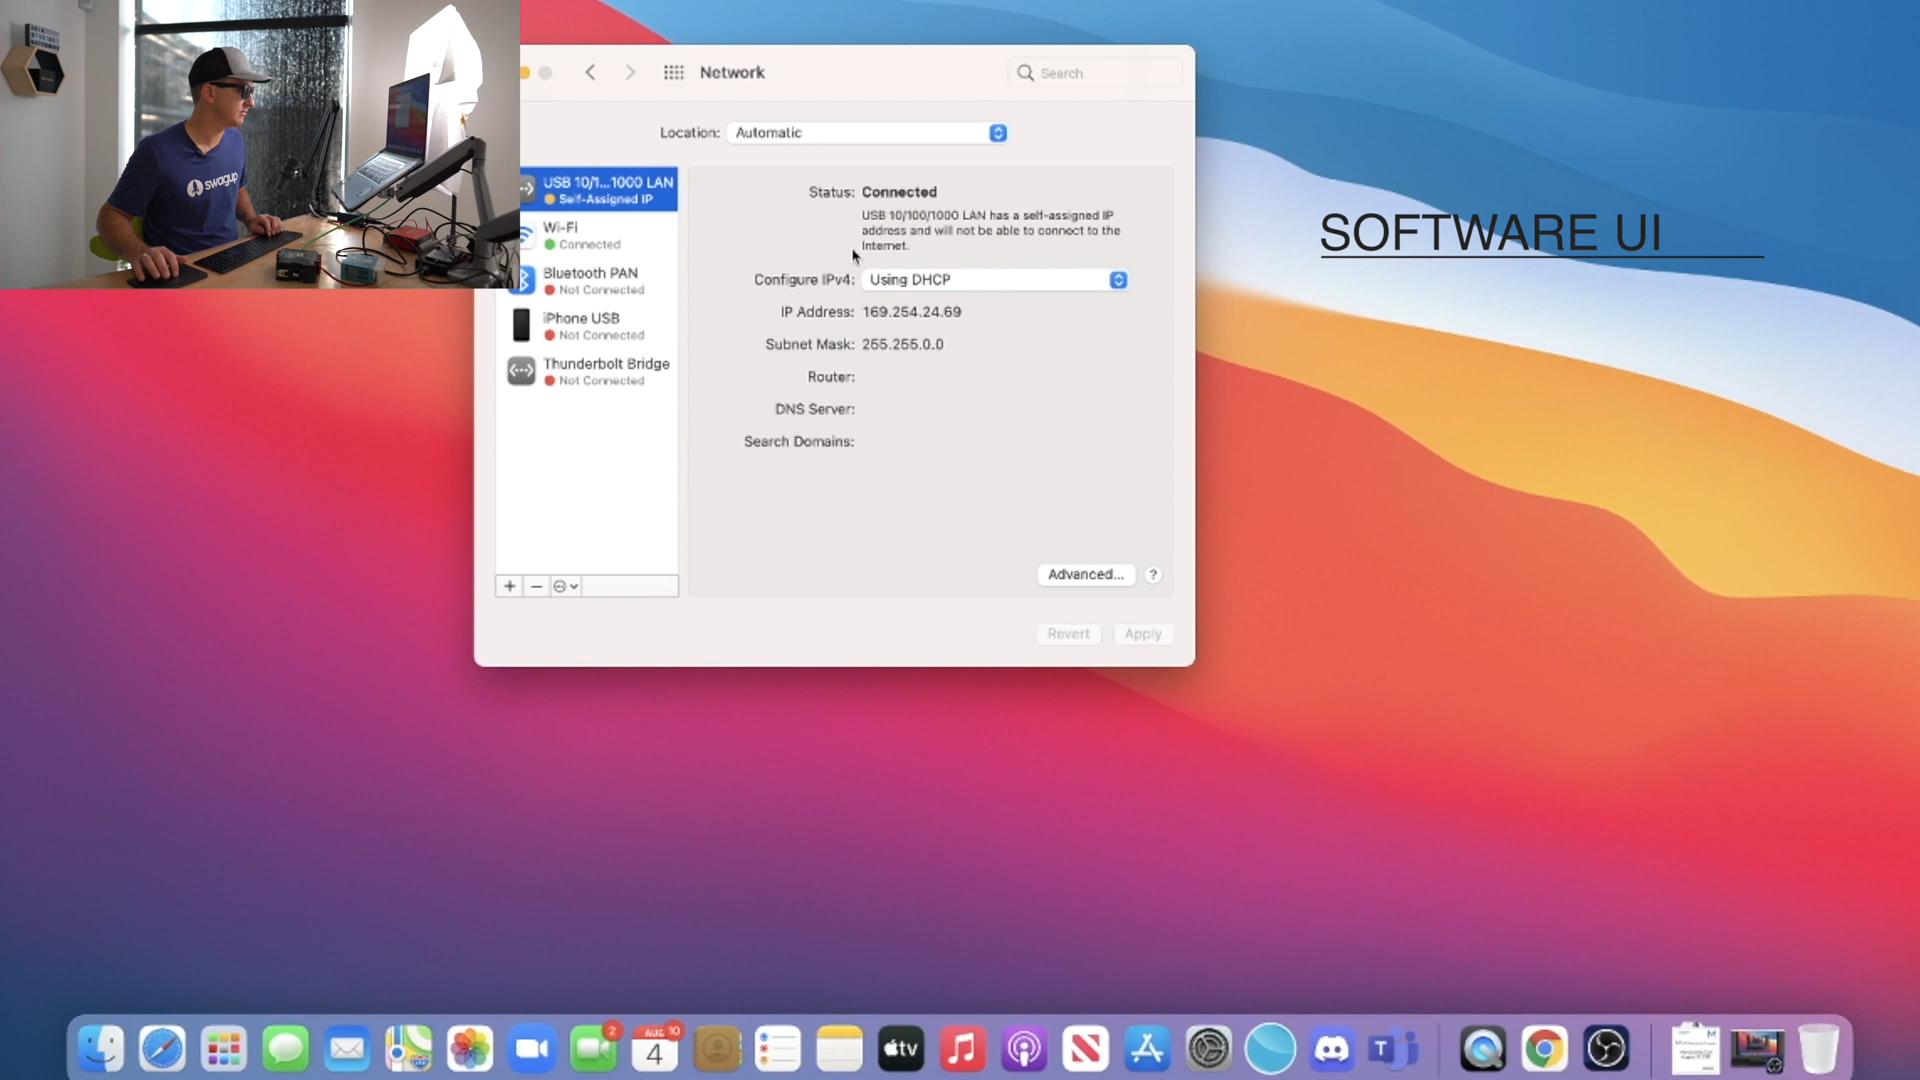 swagup
Network
Search
Location: Automatic
USB 10/1...1000 LAN
Self-Assigned IP
Wi-Fi
Connected
Bluetooth PAN
Not Connected
iPhone USB
Not Connected
Thunderbolt Bridge
Not Connected
Status: Connected
USB 10/100/1000 LAN has a self-assigned IP
address and will not be able to connect to the
Internet.
Configure IPv4: Using DHCP
IP Address: 169.254.24.69
Subnet Mask: 255.255.0.0
Router:
DNS Server:
Search Domains:
Advanced... ?
Revert Apply
SOFTWARE UI
2
AUG 10
4
tv
T